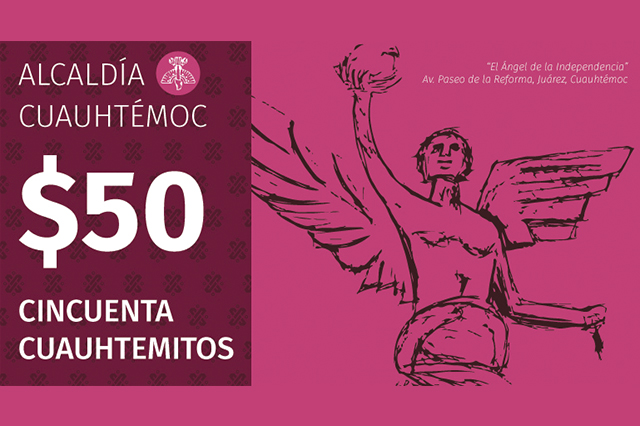 ALCALDÍA
CUAUHTÉMOC
$50
CINCUENTA
CUAUHTEMITOS
"El Ángel de la Independencia"
Av. Paseo de la Reforma, Juárez, Cuauhtémoc